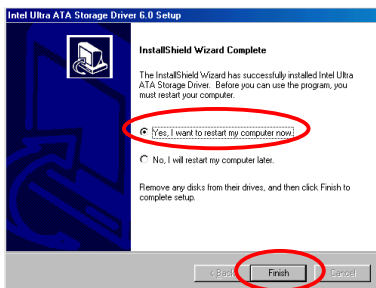 Intel Ultra ATA Storage Driver 6.0 Setup
InstallShield Wizard Complete
The InstallShield Wizard has successfully installed Intel Ultra
ATA Storage Driver. Before you can use the program, you
must restart your computer.
Yes, I want to restart my computer now.
No, I will restart my computer later.
Remove any disks from their drives, and then click Finish to
complete setup.
< Back Finish Cancel